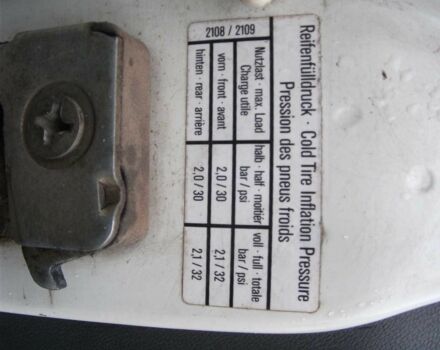 Reifenfülldruck · Cold Tire Inflation Pressure
Pression des pneus froids
Nutzlast · max. Load
Charge utile
halb · half · moitiér
bar / psi
voll · full · totale
bar / psi
vorn · front · avant
2,0 / 30
2,1 / 32
2108 / 2109
hinten · rear · arrière
2,0 / 30
2,1 / 32